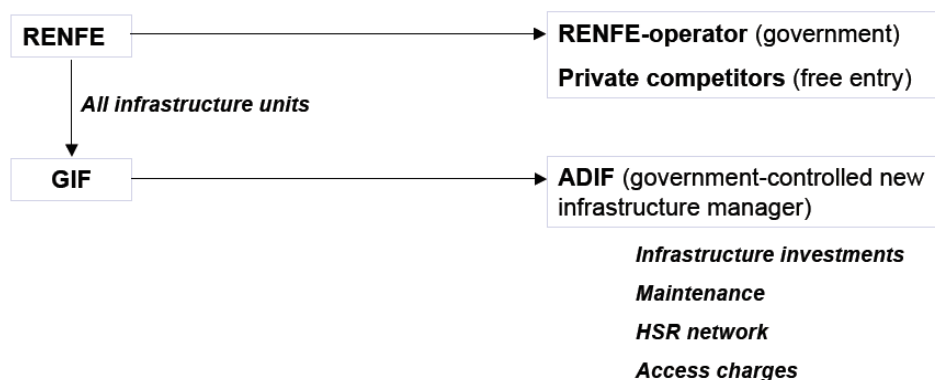 RENFE
RENFE-operator (government)
Private competitors (free entry)
All infrastructure units
GIF
ADIF (government-controlled new
infrastructure manager)
Infrastructure investments
Maintenance
HSR network
Access charges